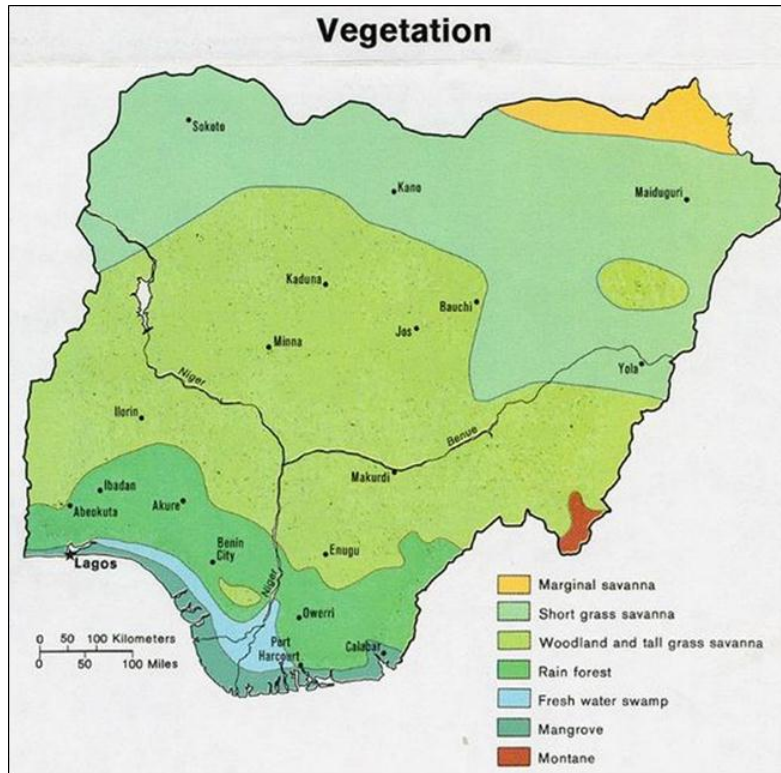 Vegetation
Sokoto
Kano
Maiduguri
Kaduna
Bauchi
Jos
Minna
Yola
Niger
Ilorin
Benue
Makurdi
Ibadan
Akure
Abeokuta
Benin
City
Enugu
Lagos
Niger
Owerri
Port
Harcourt
Calabar
0 50 100 Kilometers
0 50 100 Miles
Marginal savanna
Short grass savanna
Woodland and tall grass savanna
Rain forest
Fresh water swamp
Mangrove
Montane